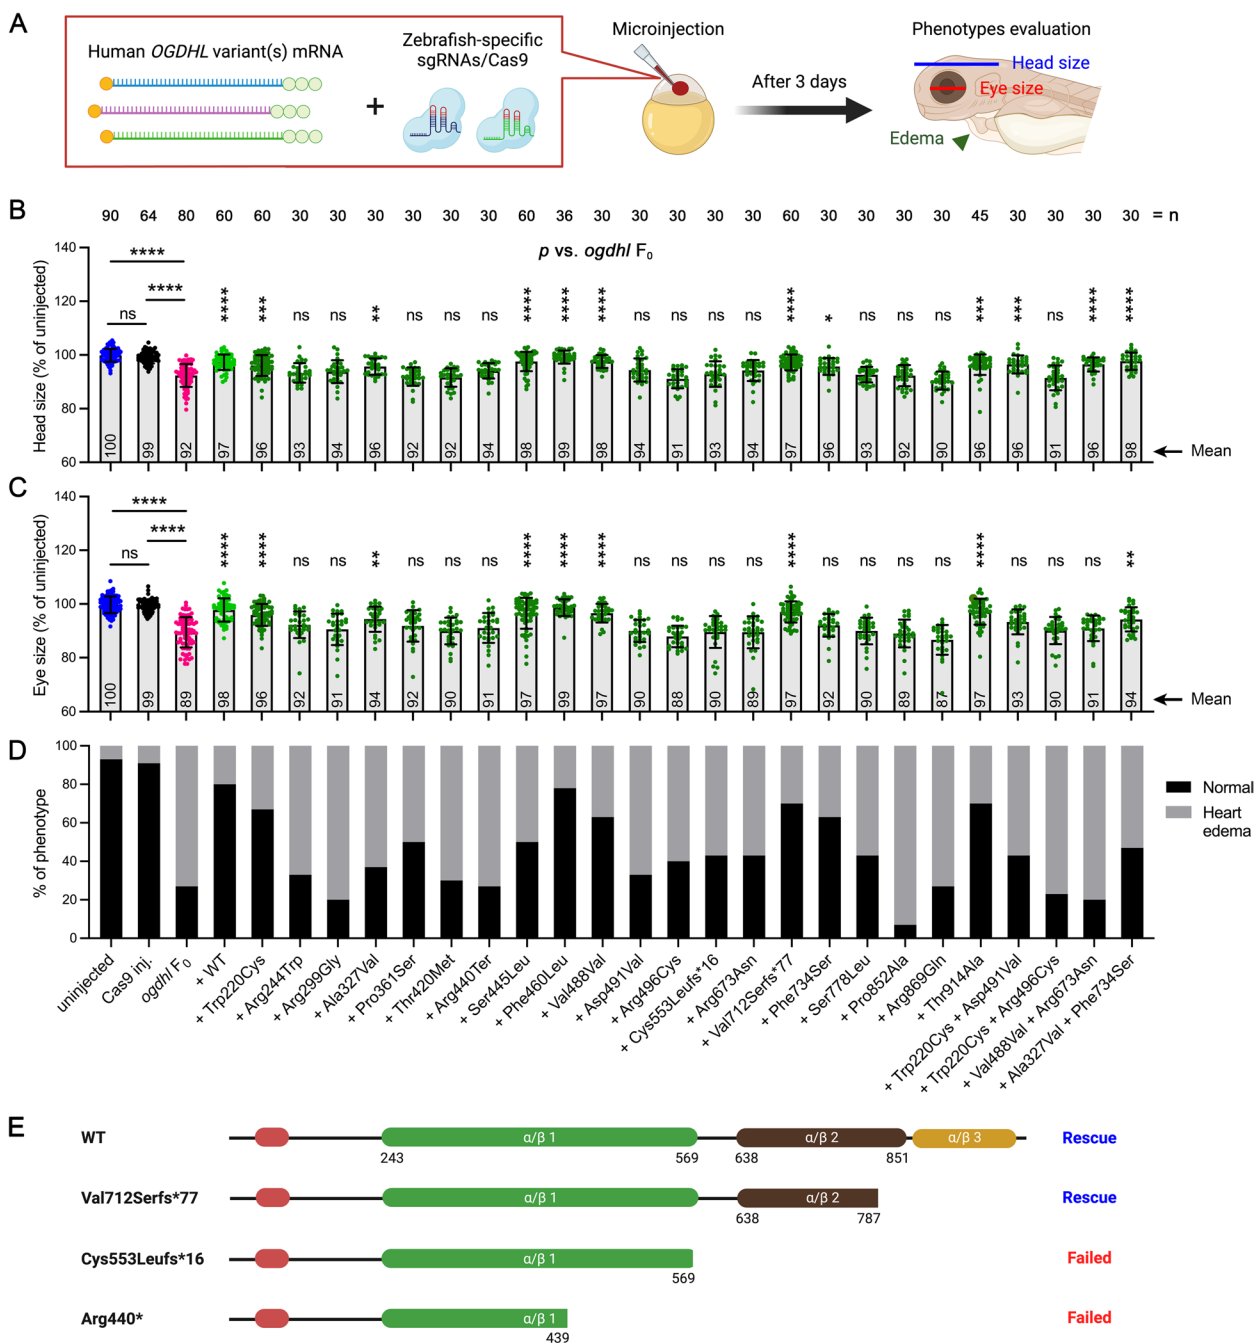 A
Human OGDHL variant(s) mRNA
+
Zebrafish-specific
sgRNAs/Cas9
Microinjection
After 3 days
Phenotypes evaluation
Head size
Eye size
Edema
B
90 64 80 60 60 30 30 30 30 30 30 60 36 30 30 30 30 30 60 30 30 30 30 45 30 30 30 30 = n
p vs. ogdhl F₀
Head size (% of uninjected)
140
120
100
80
60
****
****
ns
**** *** ns ns ** ns ns ns **** **** **** ns ns ns ns **** * ns ns ns *** *** ns **** ****
100 99 92 97 96 93 94 96 92 92 94 98 99 98 94 91 93 94 97 96 93 92 90 96 96 91 96 98
Mean
C
Eye size (% of uninjected)
140
120
100
80
60
****
****
ns
**** **** ns ns ** ns ns ns **** **** **** ns ns ns ns **** ns ns ns ns **** ns ns ns **
100 99 89 98 96 92 91 94 92 90 91 97 99 97 90 88 90 89 97 92 90 89 87 97 93 90 91 94
Mean
D
% of phenotype
100
80
60
40
20
0
Normal
Heart
edema
uninjected
Cas9 inj.
ogdhl F₀
+ WT
+ Trp220Cys
+ Arg244Trp
+ Arg299Gly
+ Ala327Val
+ Pro361Ser
+ Thr420Met
+ Arg440Ter
+ Ser445Leu
+ Phe460Leu
+ Val488Val
+ Asp491Val
+ Arg496Cys
+ Cys553Leufs*16
+ Arg673Asn
+ Val712Serfs*77
+ Phe734Ser
+ Ser778Leu
+ Pro852Ala
+ Arg869Gln
+ Thr914Ala
+ Trp220Cys + Asp491Val
+ Trp220Cys + Arg496Cys
+ Val488Val + Arg673Asn
+ Ala327Val + Phe734Ser
E
WT
α/β 1
α/β 2
α/β 3
Rescue
243 569 638 851
Val712Serfs*77
α/β 1
α/β 2
Rescue
638 787
Cys553Leufs*16
α/β 1
Failed
569
Arg440*
α/β 1
Failed
439